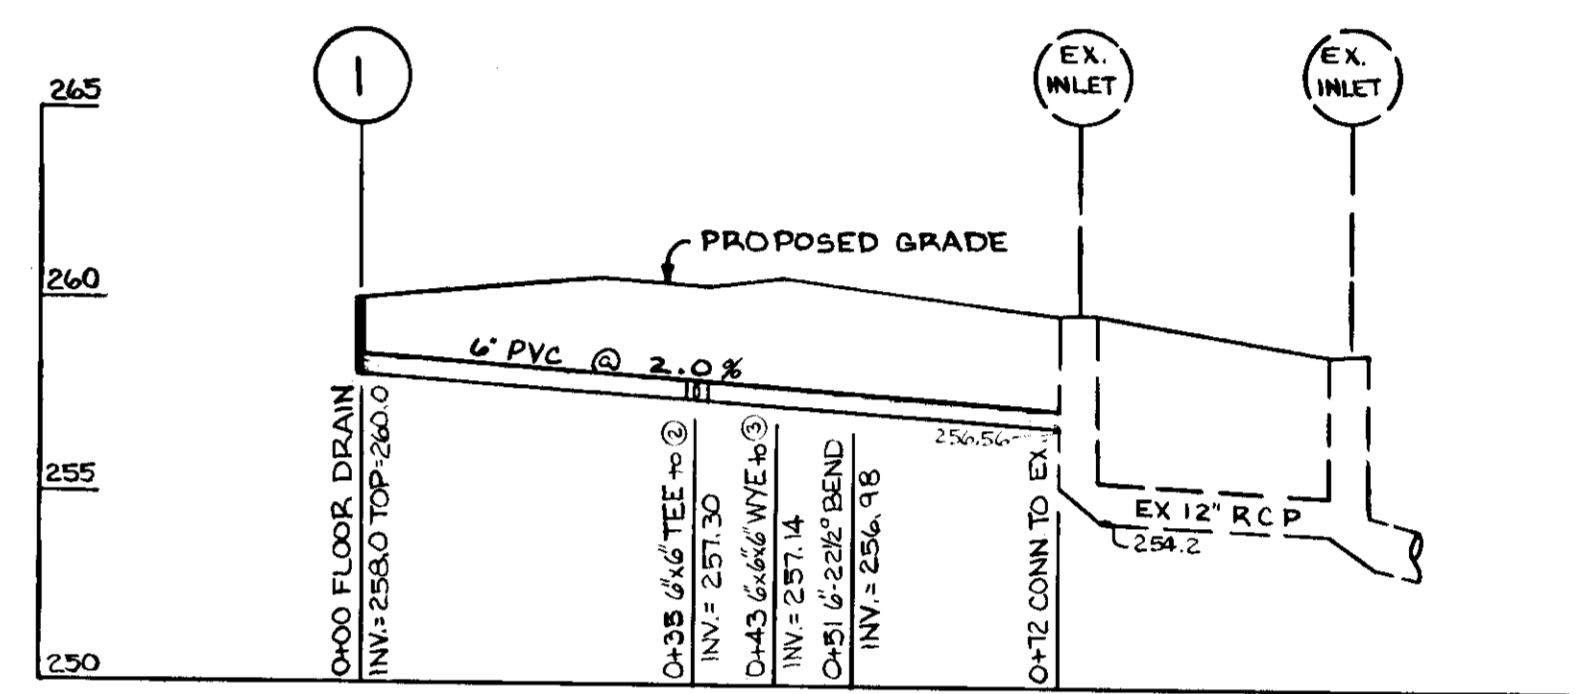 1
EX.
INLET
EX.
INLET
265
PROPOSED GRADE
260
6" PVC @ 2.0%
255
256.56
EX 12" RCP
254.2
250
0+00 FLOOR DRAIN
INV.=258.0 TOP=260.0
0+35 6"x6" TEE to 2
INV.= 257.30
0+43 6"x6"x6" WYE to 3
INV.= 257.14
0+51 6"-22½° BEND
INV.= 256.98
0+72 CONN TO EX.